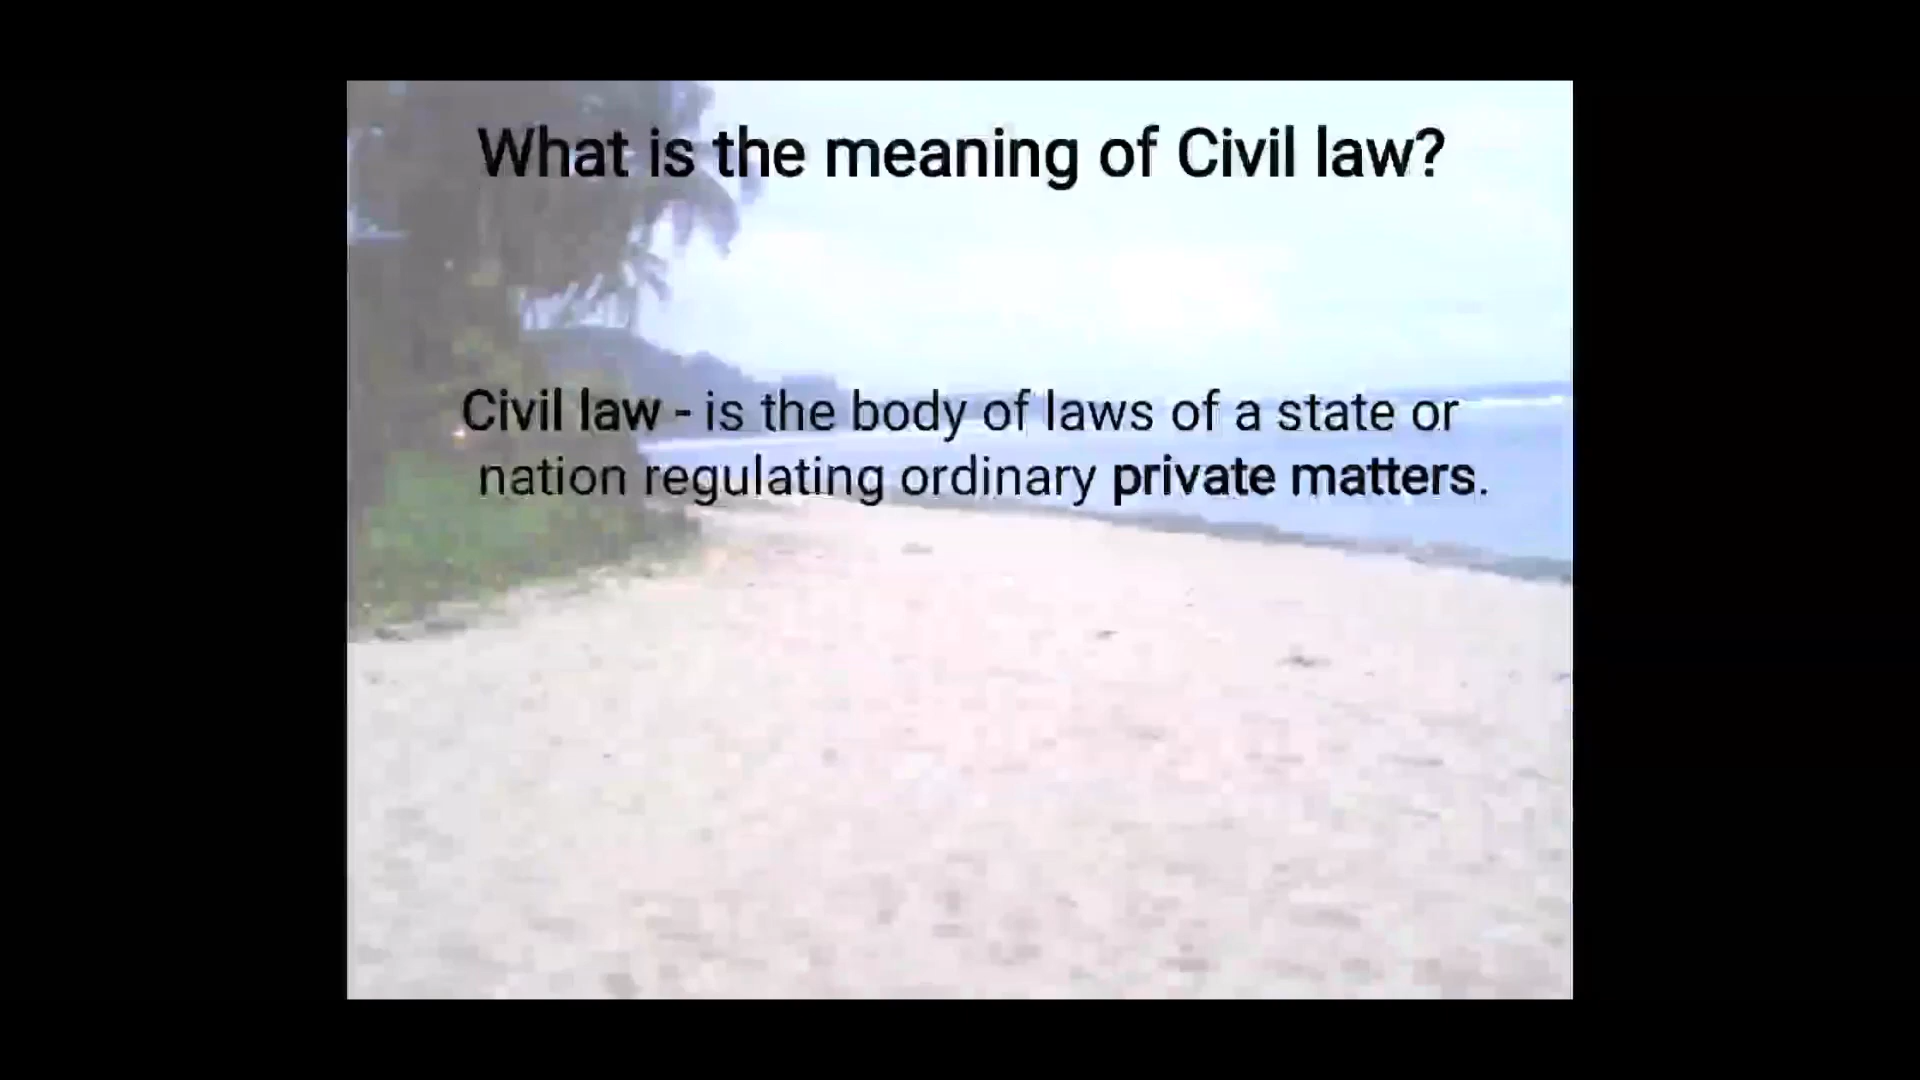 What is the meaning of Civil law?
Civil law - is the body of laws of a state or
nation regulating ordinary private matters.